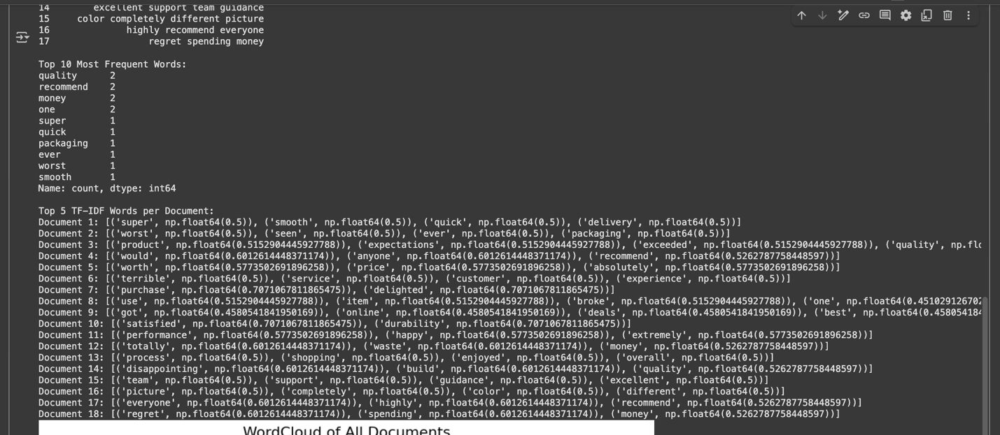 14        excellent support team guidance
15     color completely different picture
16              highly recommend everyone
17                  regret spending money
Top 10 Most Frequent Words:
quality      2
recommend    2
money        2
one          2
super        1
quick        1
packaging    1
ever         1
worst        1
smooth       1
Name: count, dtype: int64
Top 5 TF-IDF Words per Document:
Document 1: [('super', np.float64(0.5)), ('smooth', np.float64(0.5)), ('quick', np.float64(0.5)), ('delivery', np.float64(0.5))]
Document 2: [('worst', np.float64(0.5)), ('seen', np.float64(0.5)), ('ever', np.float64(0.5)), ('packaging', np.float64(0.5))]
Document 3: [('product', np.float64(0.5152904445927788)), ('expectations', np.float64(0.5152904445927788)), ('exceeded', np.float64(0.5152904445927788)), ('quality', np.flo
Document 4: [('would', np.float64(0.6012614448371174)), ('anyone', np.float64(0.6012614448371174)), ('recommend', np.float64(0.5262787758448597))]
Document 5: [('worth', np.float64(0.5773502691896258)), ('price', np.float64(0.5773502691896258)), ('absolutely', np.float64(0.5773502691896258))]
Document 6: [('terrible', np.float64(0.5)), ('service', np.float64(0.5)), ('customer', np.float64(0.5)), ('experience', np.float64(0.5))]
Document 7: [('purchase', np.float64(0.7071067811865475)), ('delighted', np.float64(0.7071067811865475))]
Document 8: [('use', np.float64(0.5152904445927788)), ('item', np.float64(0.5152904445927788)), ('broke', np.float64(0.5152904445927788)), ('one', np.float64(0.451029126702
Document 9: [('got', np.float64(0.4580541841950169)), ('online', np.float64(0.4580541841950169)), ('deals', np.float64(0.4580541841950169)), ('best', np.float64(0.458054184
Document 10: [('satisfied', np.float64(0.7071067811865475)), ('durability', np.float64(0.7071067811865475))]
Document 11: [('performance', np.float64(0.5773502691896258)), ('happy', np.float64(0.5773502691896258)), ('extremely', np.float64(0.5773502691896258))]
Document 12: [('totally', np.float64(0.6012614448371174)), ('waste', np.float64(0.6012614448371174)), ('money', np.float64(0.5262787758448597))]
Document 13: [('process', np.float64(0.5)), ('shopping', np.float64(0.5)), ('enjoyed', np.float64(0.5)), ('overall', np.float64(0.5))]
Document 14: [('disappointing', np.float64(0.6012614448371174)), ('build', np.float64(0.6012614448371174)), ('quality', np.float64(0.5262787758448597))]
Document 15: [('team', np.float64(0.5)), ('support', np.float64(0.5)), ('guidance', np.float64(0.5)), ('excellent', np.float64(0.5))]
Document 16: [('picture', np.float64(0.5)), ('completely', np.float64(0.5)), ('color', np.float64(0.5)), ('different', np.float64(0.5))]
Document 17: [('everyone', np.float64(0.6012614448371174)), ('highly', np.float64(0.6012614448371174)), ('recommend', np.float64(0.5262787758448597))]
Document 18: [('regret', np.float64(0.6012614448371174)), ('spending', np.float64(0.6012614448371174)), ('money', np.float64(0.5262787758448597))]
WordCloud of All Documents